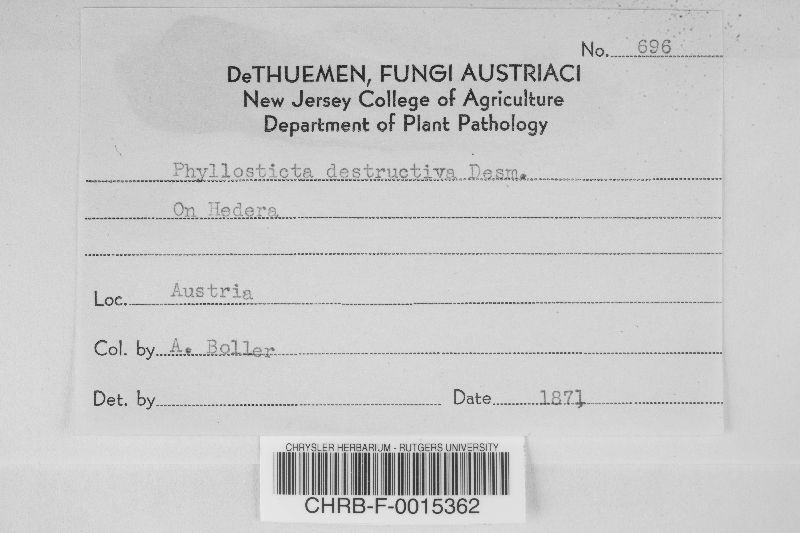 No. 696
DeTHUEMEN, FUNGI AUSTRIACI
New Jersey College of Agriculture
Department of Plant Pathology
Phyllosticta destructiva Desm.
On Hedera
Loc. Austria
Col. by A. Boller
Det. by
Date 1871
CHRYSLER HERBARIUM - RUTGERS UNIVERSITY
CHRB-F-0015362